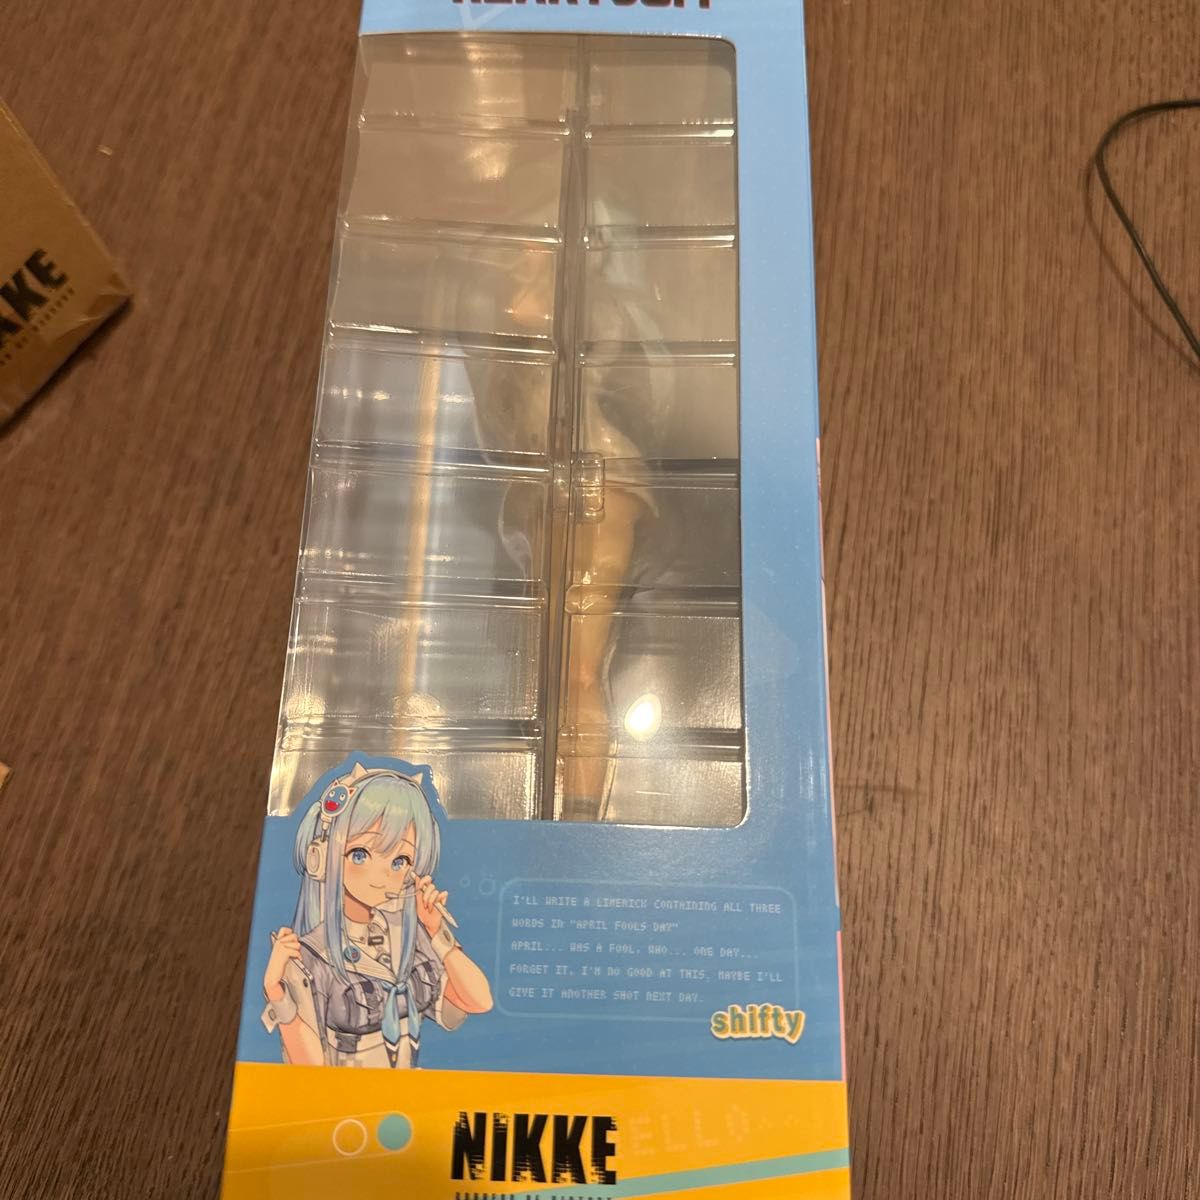 I'LL WRITE A LIMERICK CONTAINING ALL THREE
WORDS IN "APRIL FOOLS DAY"
APRIL... WAS A FOOL, WHO... ONE DAY...
FORGET IT, I'M NO GOOD AT THIS. MAYBE I'LL
GIVE IT ANOTHER SHOT NEXT DAY.
shifty
NIKKE
AKE